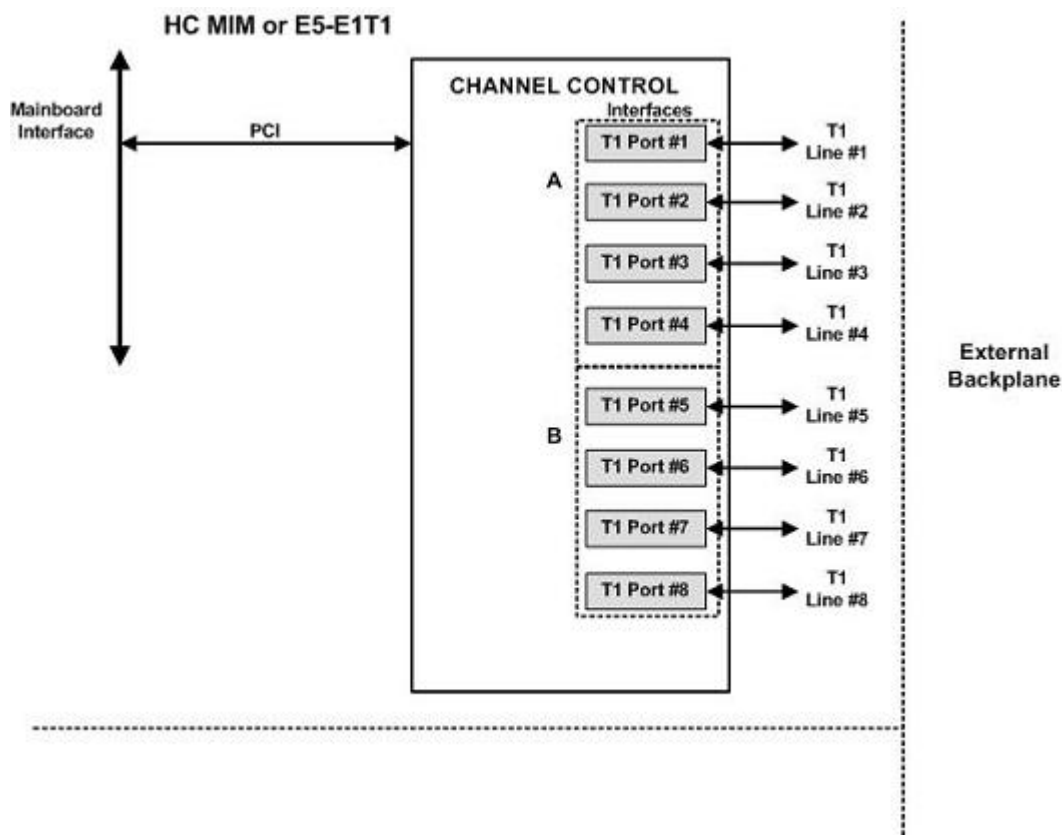 HC MIM or E5-E1T1
CHANNEL CONTROL
Interfaces
Mainboard
Interface
PCI
A
T1 Port #1
T1
Line #1
T1 Port #2
T1
Line #2
T1 Port #3
T1
Line #3
T1 Port #4
T1
Line #4
External
Backplane
B
T1 Port #5
T1
Line #5
T1 Port #6
T1
Line #6
T1 Port #7
T1
Line #7
T1 Port #8
T1
Line #8